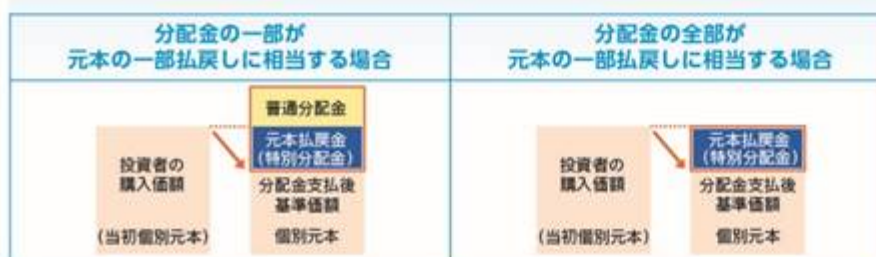 分配金の一部が
元本の一部払戻しに相当する場合
分配金の全部が
元本の一部払戻しに相当する場合
普通分配金
元本払戻金
(特別分配金)
投資者の
購入価額
(当初個別元本)
分配金支払後
基準価額
個別元本
元本払戻金
(特別分配金)
投資者の
購入価額
(当初個別元本)
分配金支払後
基準価額
個別元本